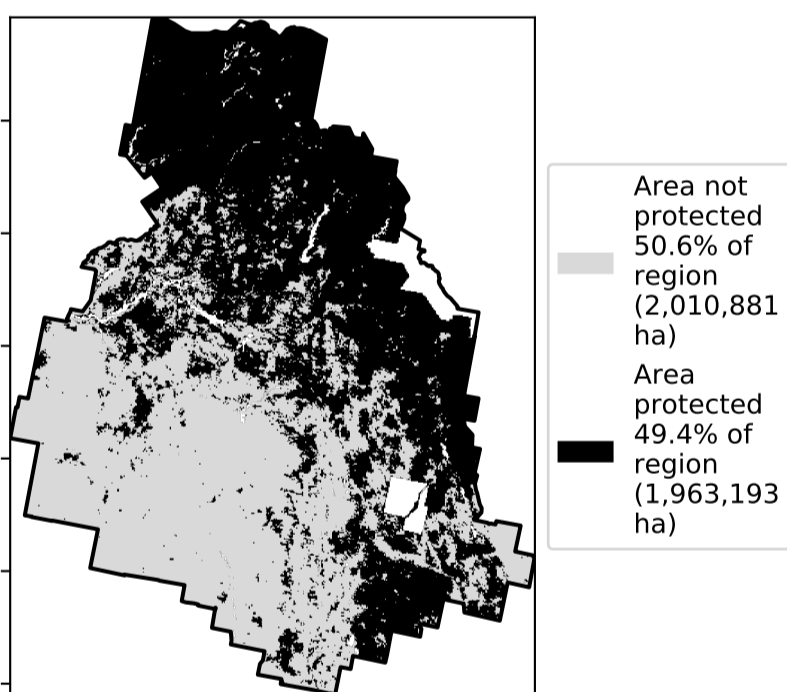 Area not
protected
50.6% of
region
(2,010,881
ha)
Area
protected
49.4% of
region
(1,963,193
ha)